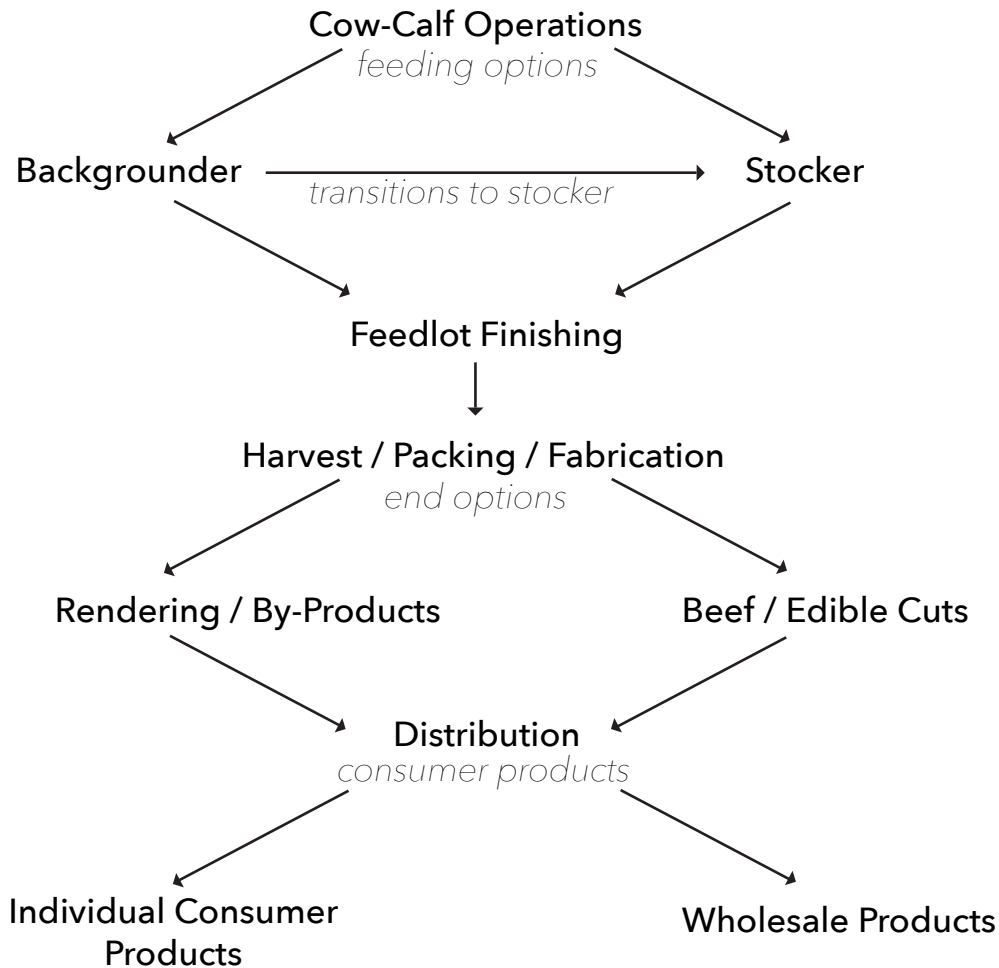 Cow-Calf Operations
feeding options
Backgrounder
transitions to stocker
Stocker
Feedlot Finishing
Harvest / Packing / Fabrication
end options
Rendering / By-Products
Beef / Edible Cuts
Distribution
consumer products
Individual Consumer
Products
Wholesale Products